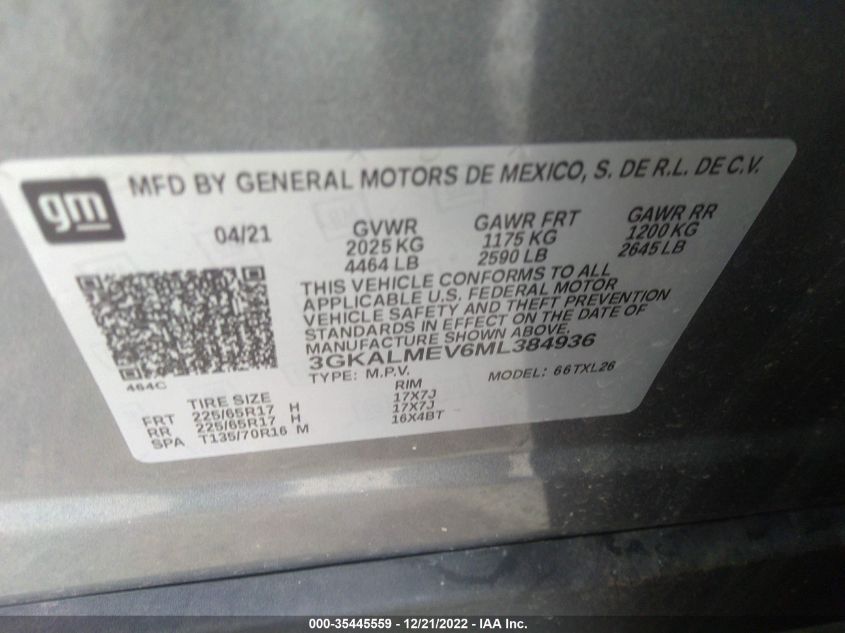 gm
MFD BY GENERAL MOTORS DE MEXICO, S. DE R.L. DE C.V.
04/21 GVWR GAWR FRT GAWR RR
2025 KG 1175 KG 1200 KG
4464 LB 2590 LB 2645 LB
THIS VEHICLE CONFORMS TO ALL
APPLICABLE U.S. FEDERAL MOTOR
VEHICLE SAFETY AND THEFT PREVENTION
STANDARDS IN EFFECT ON THE DATE OF
MANUFACTURE SHOWN ABOVE.
3GKALMEV6ML384936
TYPE: M.P.V. MODEL: 66TXL26
464C
TIRE SIZE RIM
FRT 225/65R17 H 17X7J
RR 225/65R17 H 17X7J
SPA T135/70R16 M 16X4BT
000-35445559 - 12/21/2022 - IAA Inc.